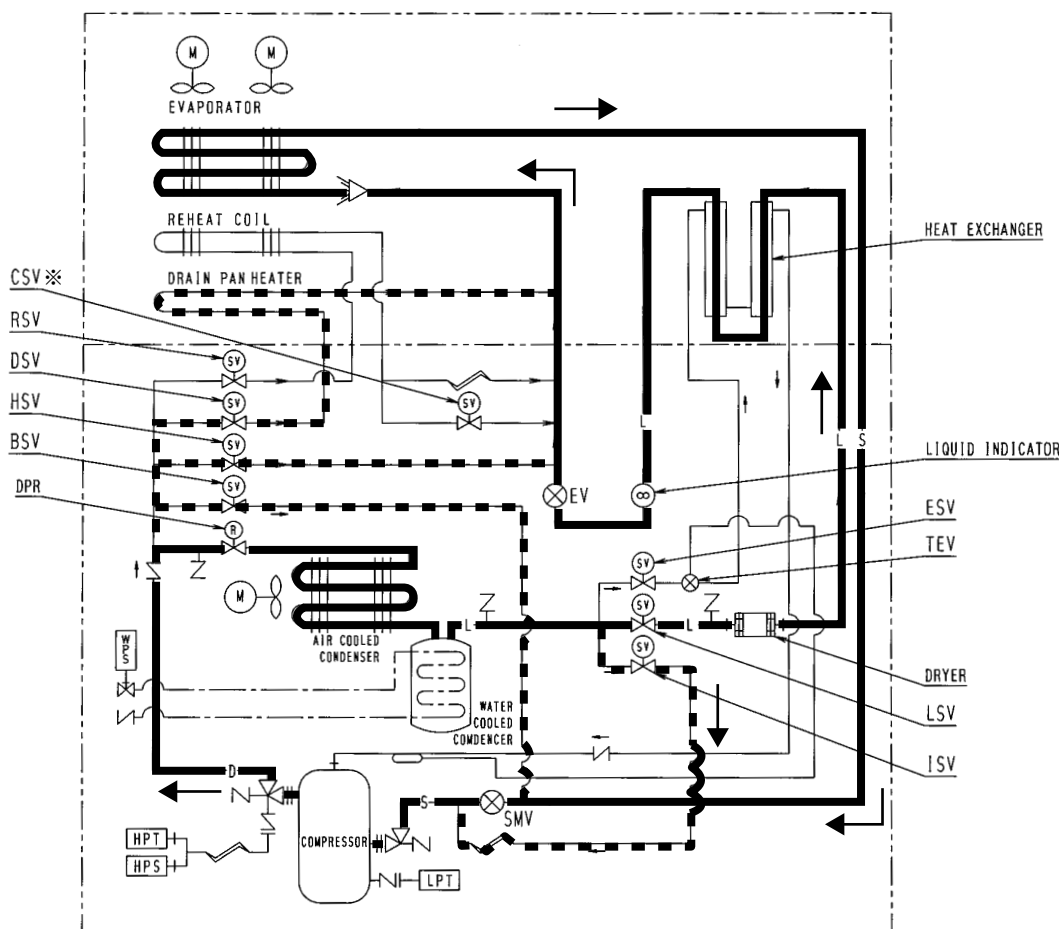 M
M
EVAPORATOR
REHEAT COIL
HEAT EXCHANGER
CSV※
DRAIN PAN HEATER
RSV
SV
DSV
SV
SV
HSV
SV
L
L
S
BSV
SV
LIQUID INDICATOR
DPR
EV
R
ESV
SV
TEV
M
SV
L
L
AIR COOLED
CONDENSER
WPS
SV
DRYER
WATER
COOLED
COMDENCER
LSV
ISV
D
S
SMV
HPT
HPS
COMPRESSOR
LPT